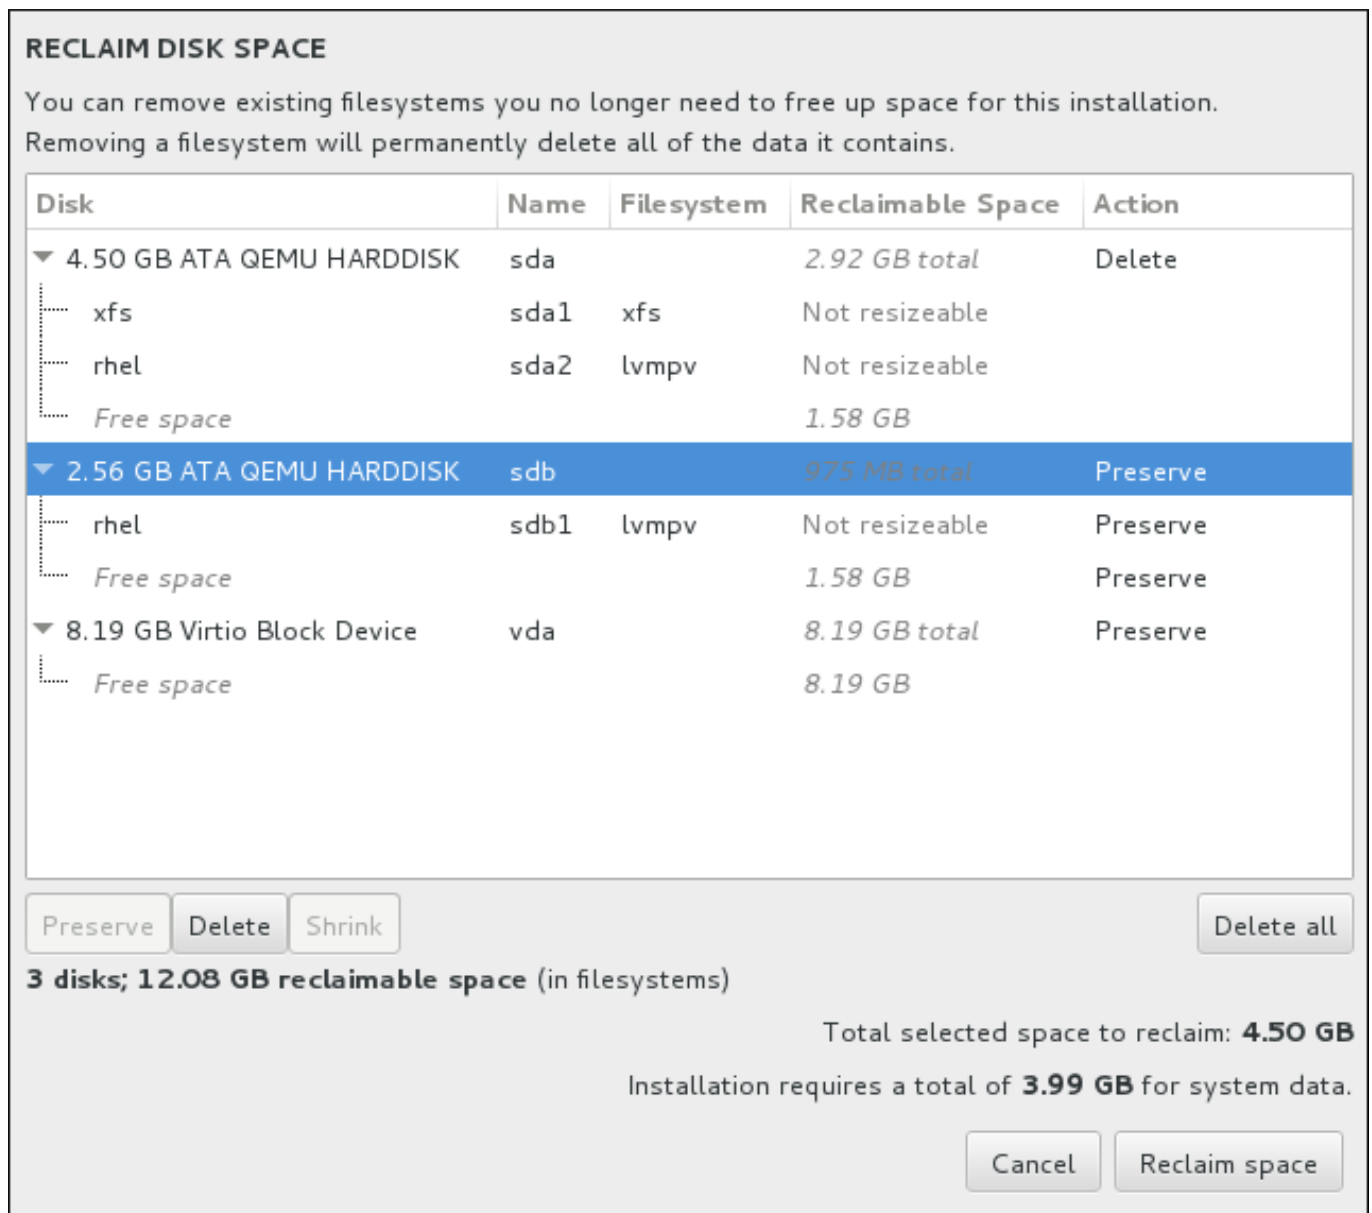 RECLAIM DISK SPACE
You can remove existing filesystems you no longer need to free up space for this installation.
Removing a filesystem will permanently delete all of the data it contains.
Disk Name Filesystem Reclaimable Space Action
4.50 GB ATA QEMU HARDDISK sda 2.92 GB total Delete
xfs sda1 xfs Not resizeable
rhel sda2 lvmpv Not resizeable
Free space 1.58 GB
2.56 GB ATA QEMU HARDDISK sdb 975 MB total Preserve
rhel sdb1 lvmpv Not resizeable Preserve
Free space 1.58 GB Preserve
8.19 GB Virtio Block Device vda 8.19 GB total Preserve
Free space 8.19 GB
Preserve Delete Shrink Delete all
3 disks; 12.08 GB reclaimable space (in filesystems)
Total selected space to reclaim: 4.50 GB
Installation requires a total of 3.99 GB for system data.
Cancel Reclaim space